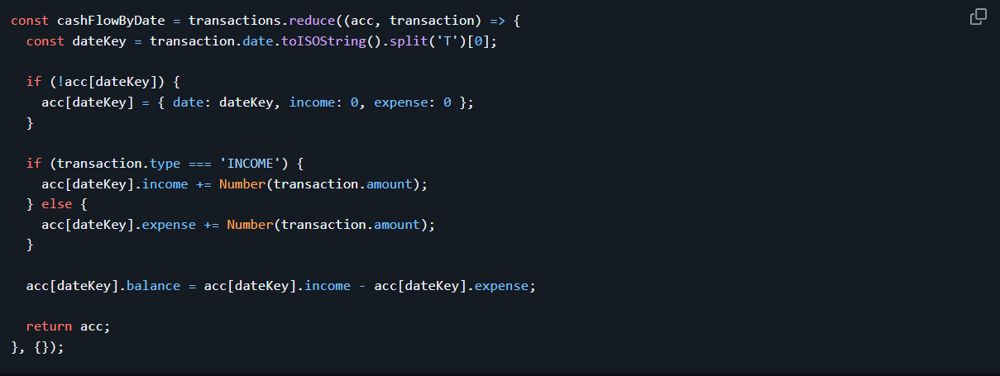 const cashFlowByDate = transactions.reduce((acc, transaction) => {
  const dateKey = transaction.date.toISOString().split('T')[0];

  if (!acc[dateKey]) {
    acc[dateKey] = { date: dateKey, income: 0, expense: 0 };
  }

  if (transaction.type === 'INCOME') {
    acc[dateKey].income += Number(transaction.amount);
  } else {
    acc[dateKey].expense += Number(transaction.amount);
  }

  acc[dateKey].balance = acc[dateKey].income - acc[dateKey].expense;

  return acc;
}, {});